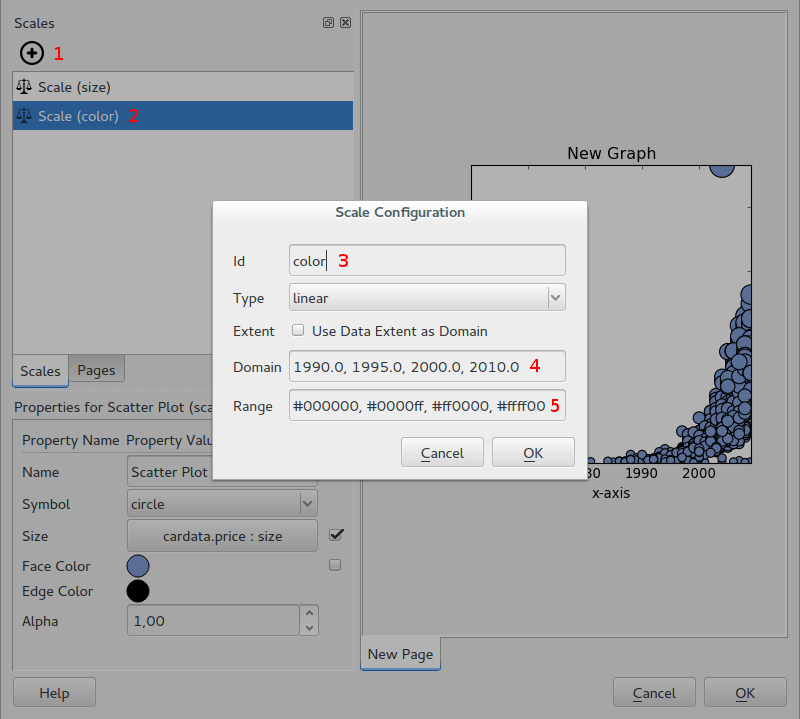 Scales
1
Scale (size)
Scale (color) 2
New Graph
Scale Configuration
Id color 3
Type linear
Extent Use Data Extent as Domain
Domain 1990.0, 1995.0, 2000.0, 2010.0 4
Range #000000, #0000ff, #ff0000, #ffff00 5
Cancel OK
Scales Pages
Properties for Scatter Plot (sca
Property Name Property Valu
Name Scatter Plot
Symbol circle
Size cardata.price : size
Face Color
Edge Color
Alpha 1,00
80 1990 2000
x-axis
New Page
Help Cancel OK